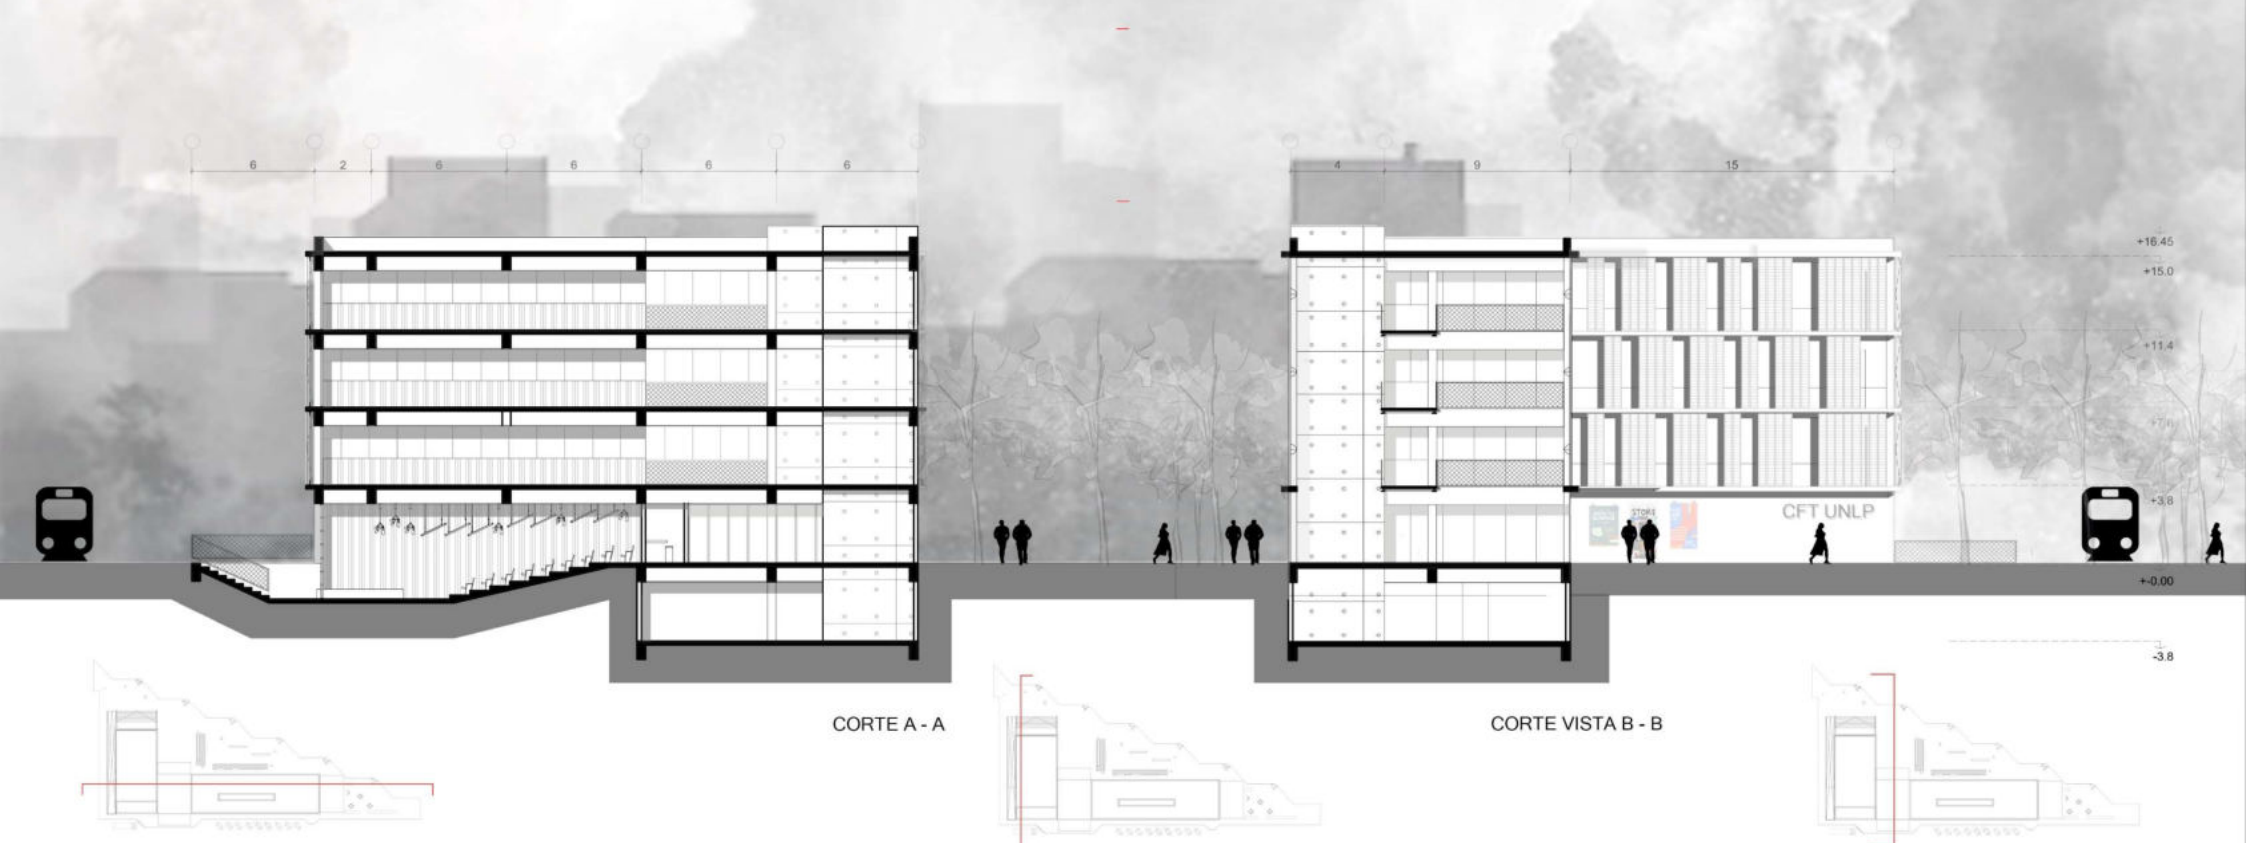 6 2 6 6 6 6
4 9 15
+16.45
+15.0
+11.4
+7.6
+3.8
STORE
CFT UNLP
+-0.00
-3.8
CORTE A - A
CORTE VISTA B - B